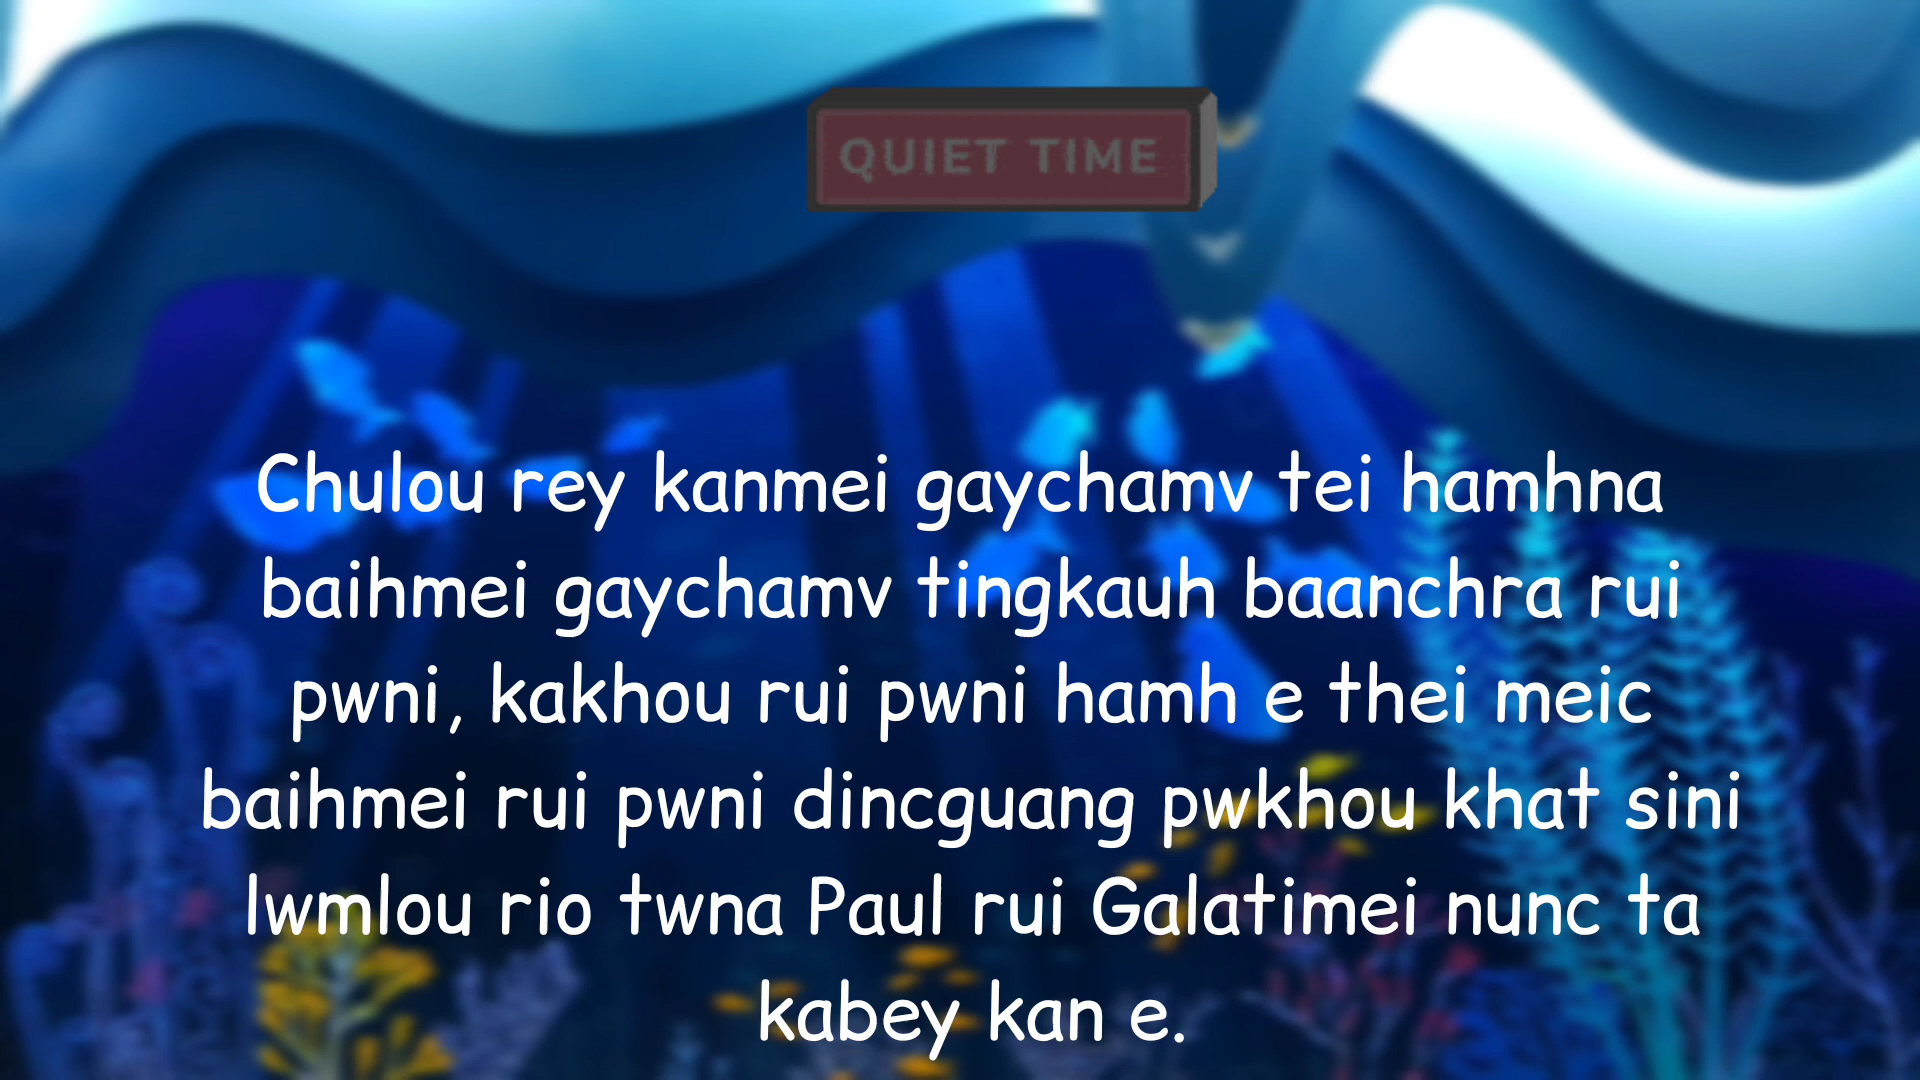 QUIET TIME
Chulou rey kanmei gaychamv tei hamhna
baihmei gaychamv tingkauh baanchra rui
pwni, kakhou rui pwni hamh e thei meic
baihmei rui pwni dincguang pwkhou khat sini
lwmlou rio twna Paul rui Galatimei nunc ta
kabey kan e.